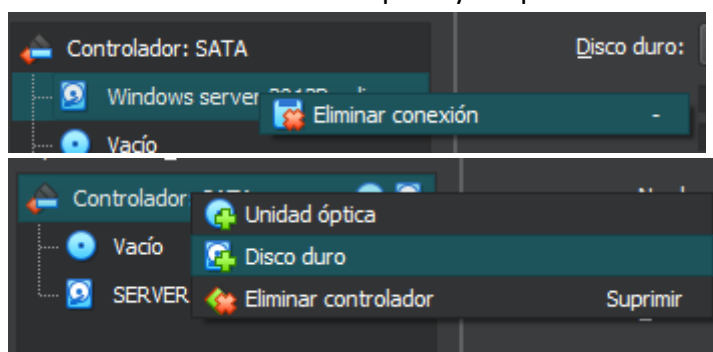 Controlador: SATA
Disco duro:
Windows server
Eliminar conexión -
Vacío
Controlador:
Unidad óptica
Vacío
Disco duro
SERVER
Eliminar controlador Suprimir